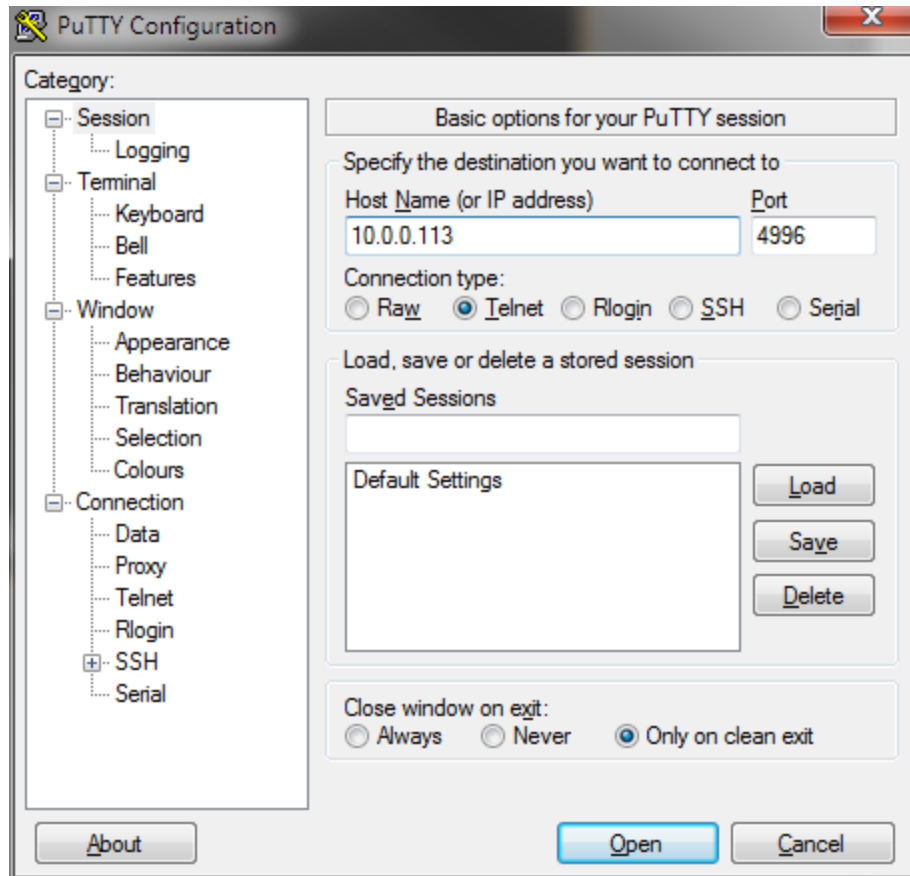 PuTTY Configuration
X
Category:
Session
Logging
Terminal
Keyboard
Bell
Features
Window
Appearance
Behaviour
Translation
Selection
Colours
Connection
Data
Proxy
Telnet
Rlogin
SSH
Serial
Basic options for your PuTTY session
Specify the destination you want to connect to
Host Name (or IP address) Port
10.0.0.113 4996
Connection type:
Raw Telnet Rlogin SSH Serial
Load, save or delete a stored session
Saved Sessions
Default Settings
Load
Save
Delete
Close window on exit:
Always Never Only on clean exit
About Open Cancel